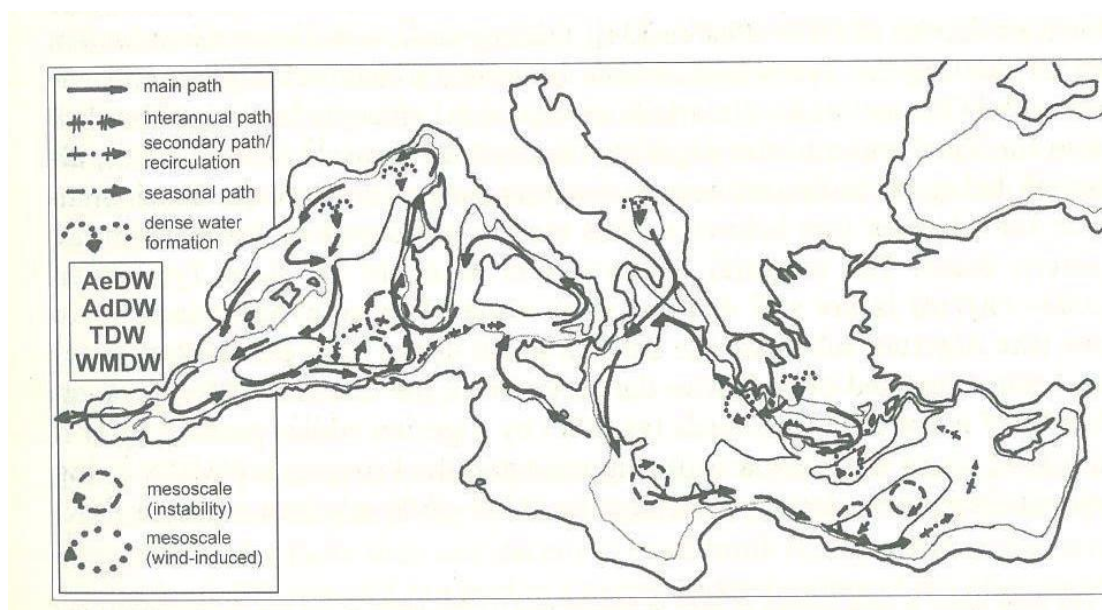 main path
interannual path
secondary path/
recirculation
seasonal path
dense water
formation
AeDW
AdDW
TDW
WMDW
mesoscale
(instability)
mesoscale
(wind-induced)